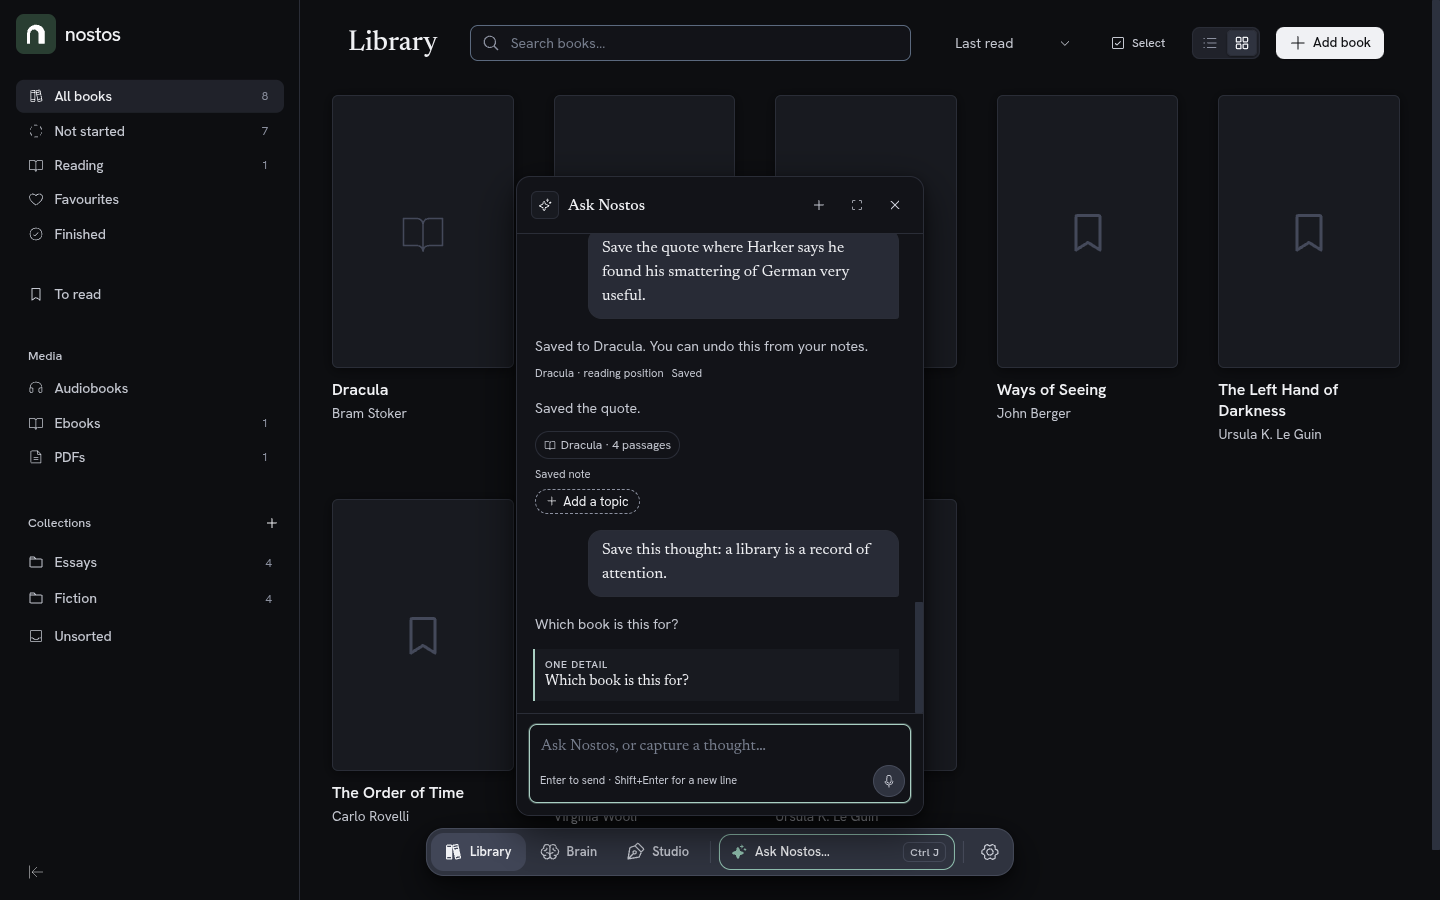 nostos
All books 8
Not started 7
Reading 1
Favourites
Finished
To read
Media
Audiobooks
Ebooks 1
PDFs 1
Collections
Essays 4
Fiction 4
Unsorted
Library
Search books...
Last read
Select
Add book
Dracula
Bram Stoker
Ways of Seeing
John Berger
The Left Hand of
Darkness
Ursula K. Le Guin
The Order of Time
Carlo Rovelli
Virginia Woolf
Ursula K. Le Guin
Ask Nostos
Save the quote where Harker says he
found his smattering of German very
useful.
Saved to Dracula. You can undo this from your notes.
Dracula · reading position Saved
Saved the quote.
Dracula · 4 passages
Saved note
Add a topic
Save this thought: a library is a record of
attention.
Which book is this for?
ONE DETAIL
Which book is this for?
Ask Nostos, or capture a thought...
Enter to send · Shift+Enter for a new line
Library
Brain
Studio
Ask Nostos...
Ctrl J